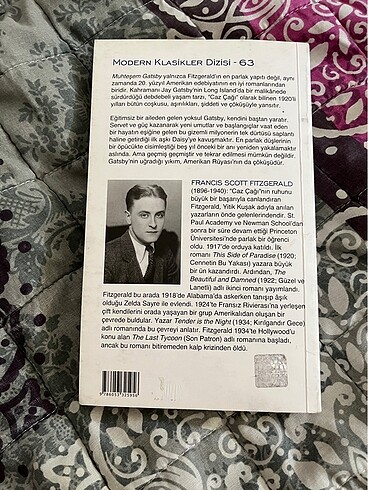 MODERN KLASİKLER DİZİSİ - 63
Muhteşem Gatsby yalnızca Fitzgerald'ın en parlak yapıtı değil, aynı
zamanda 20. yüzyıl Amerikan edebiyatının en iyi romanlarından
biridir. Kahramanı Jay Gatsby'nin Long Island'da bir malikânede
sürdürdüğü debdebeli yaşam tarzı, "Caz Çağı" olarak bilinen 1920'li
yılları bütün coşkusu, aşırılıkları, şiddeti ve çöküşüyle yansıtır.
Eğitimsiz bir aileden gelen yoksul Gatsby, kendini baştan yaratır.
Servet ve güç kazanarak yeni umutlar ve başlangıçlar vaat eden
bir hayatın eşiğine gelen bu gizemli milyonerin tek dürtüsü saplantı
haline getirdiği ilk aşkı Daisy'ye kavuşmaktır. En parlak düşlerinin
bir öpücükte cisimleştiği beş yıl önceki bir anı yeniden yakalamaktır
aslında. Ama geçmiş geçmiştir ve tekrar edilmesi mümkün değildir.
Gatsby'nin uğradığı yıkım, Amerikan Rüyası'nın da çöküşüdür.
FRANCIS SCOTT FITZGERALD
(1896-1940): "Caz Çağı"nın ruhunu
büyük bir başarıyla canlandıran
Fitzgerald, Yitik Kuşak adıyla anılan
yazarların önde gelenlerindendir. St.
Paul Academy ve Newman School'dan
sonra bir süre devam ettiği Princeton
Üniversitesi'nde parlak bir öğrenci
oldu. 1917'de orduya katıldı. İlk
romanı This Side of Paradise (1920;
Cennetin Bu Yakası) yazara büyük
bir ün kazandırdı. Ardından, The
Beautiful and Damned (1922; Güzel ve
Lanetli) adlı ikinci romanı yayımlandı.
Fitzgerald bu arada 1918'de Alabama'da askerken tanışıp âşık
olduğu Zelda Sayre ile evlendi. 1924'te Fransız Rivierası'na yerleşen
çift kendilerini orada yaşayan bir grup Amerikalıdan oluşan bir
çevrede buldular. Yazar Tender is the Night (1934; Kırılgandır Gece)
adlı romanında bu çevreyi anlatır. Fitzgerald 1934'te Hollywood'u
konu alan The Last Tycoon (Son Patron) adlı romanına başladı,
ancak bu romanı bitiremeden kalp krizinden öldü.
9 786053 325956